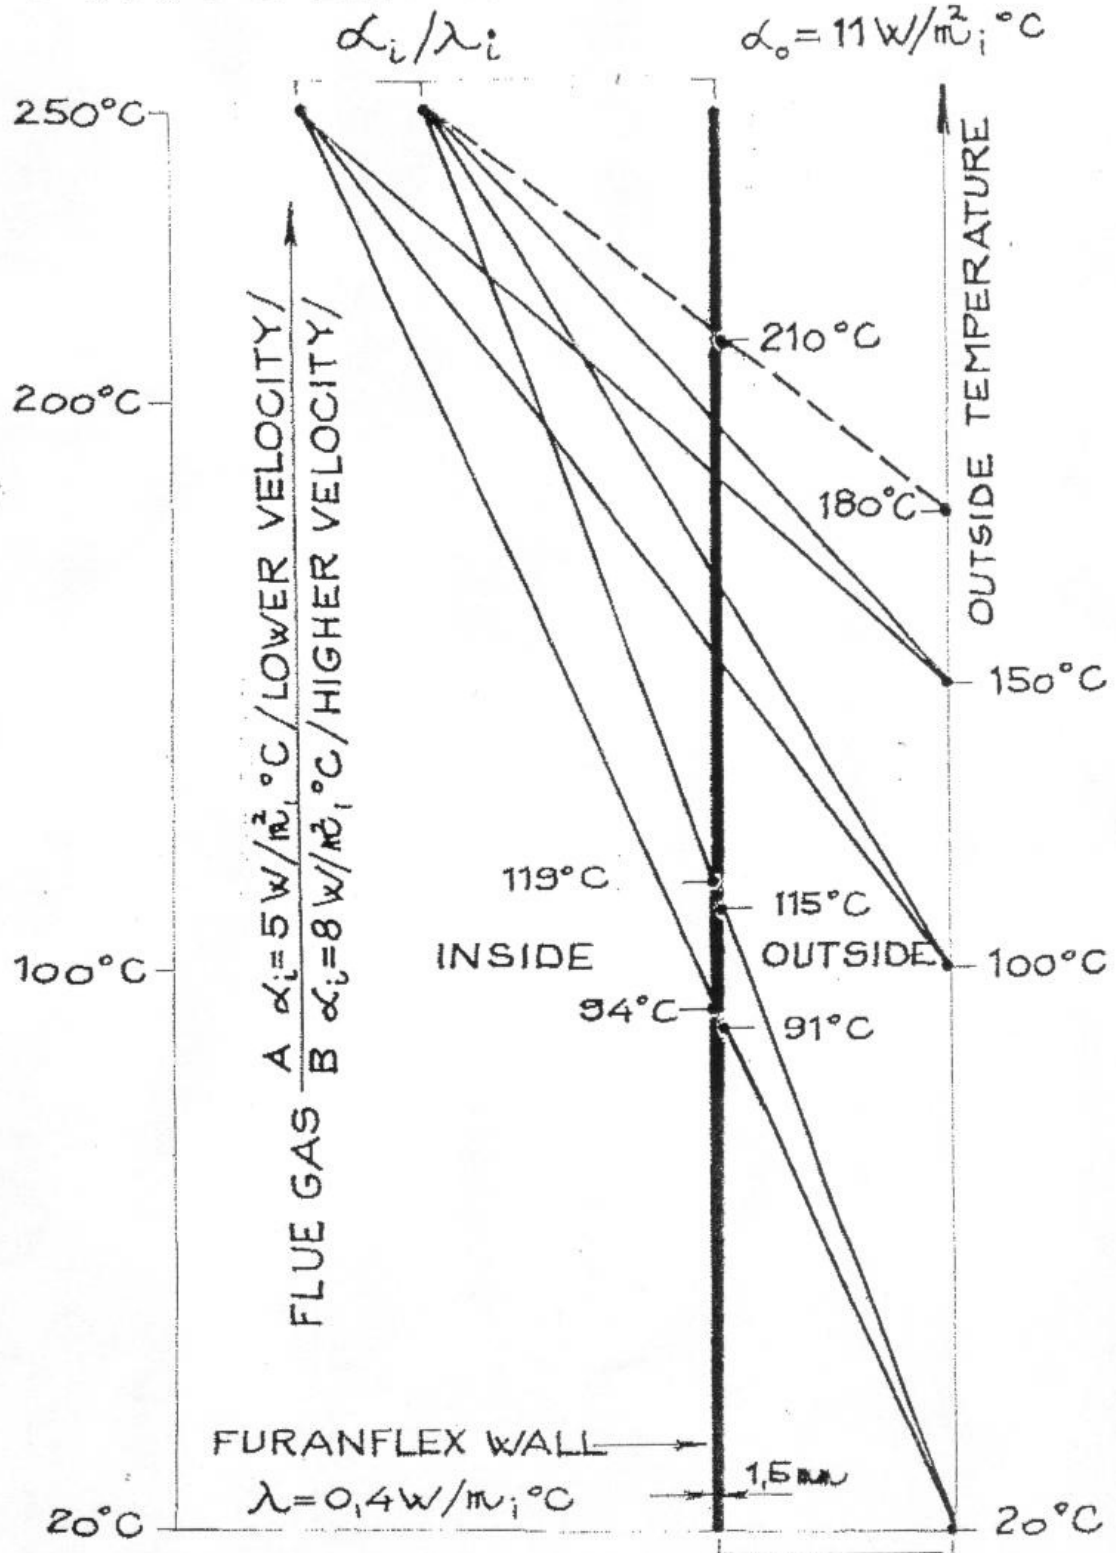 αᵢ/λᵢ
αₒ=11W/m²,°C
250°C
200°C
100°C
20°C
FLUE GAS
A αᵢ=5W/m²,°C/LOWER VELOCITY/
B αᵢ=8W/m²,°C/HIGHER VELOCITY/
OUTSIDE TEMPERATURE
210°C
180°C
150°C
119°C
115°C
INSIDE
OUTSIDE
100°C
94°C
91°C
FURANFLEX WALL
λ=0,4W/m,°C
1,5mm
20°C